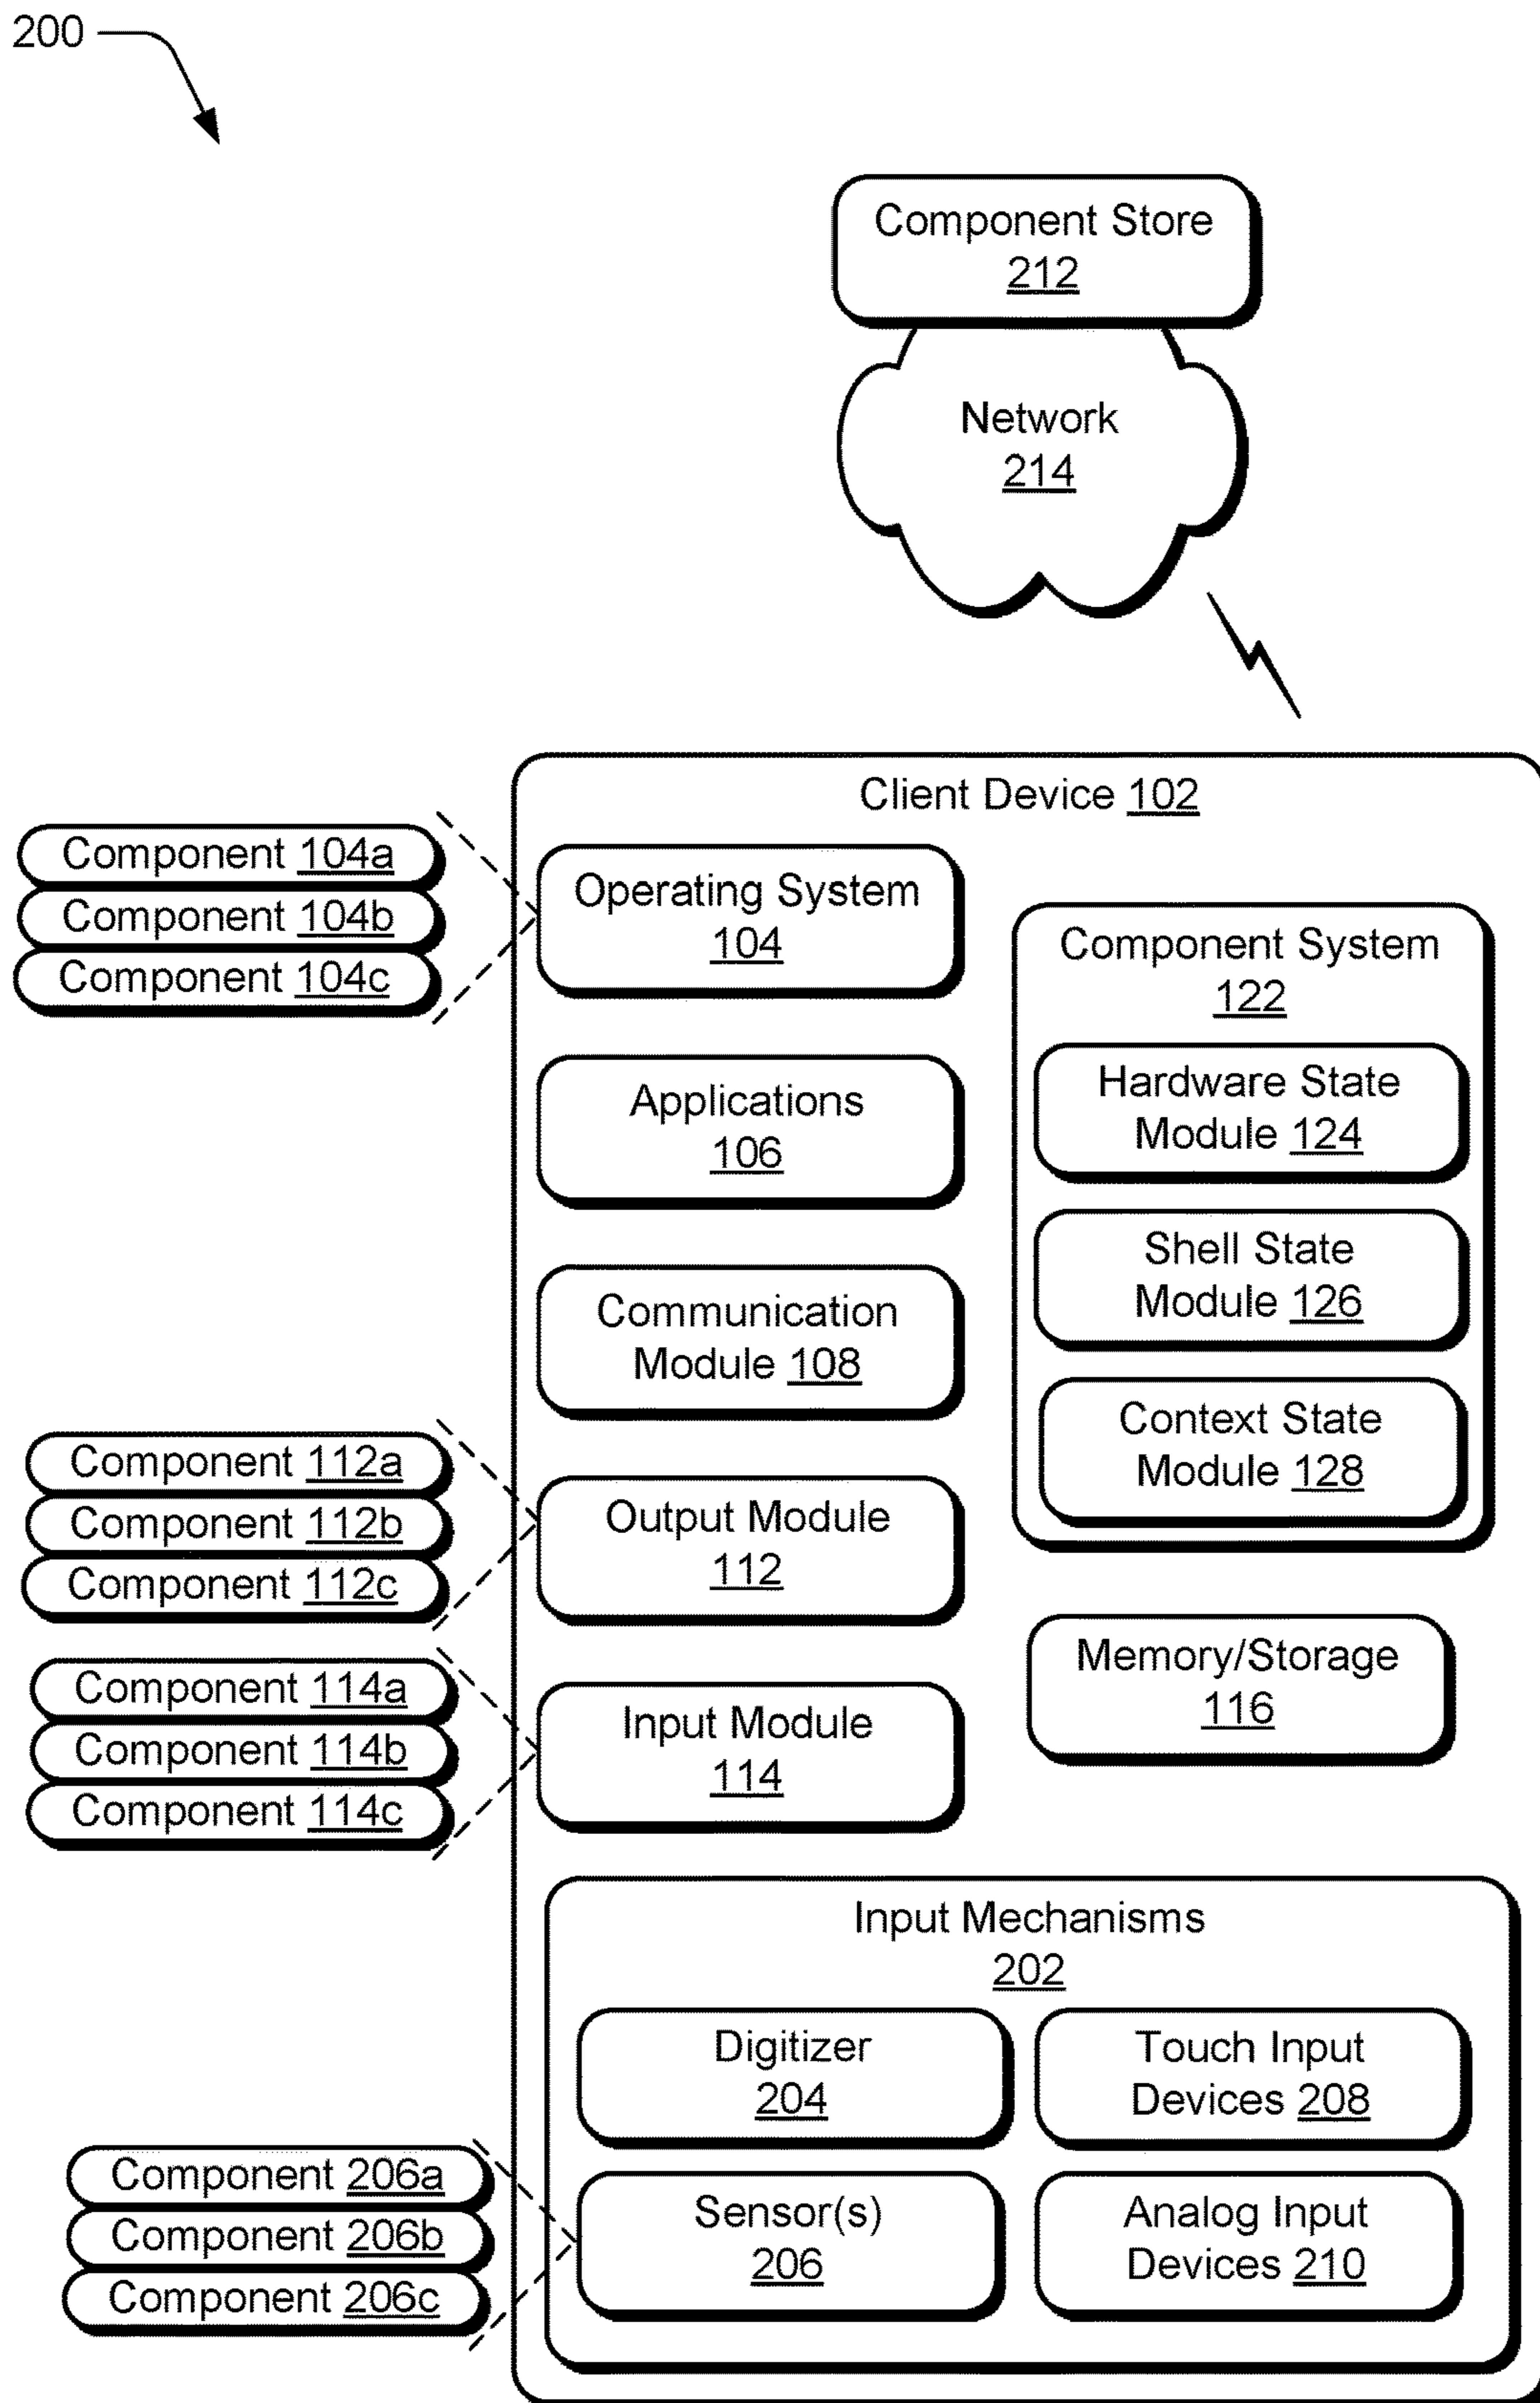 200
Component Store
212
Network
214
Client Device 102
Component 104a
Component 104b
Component 104c
Operating System
104
Applications
106
Communication
Module 108
Component 112a
Component 112b
Component 112c
Output Module
112
Component 114a
Component 114b
Component 114c
Input Module
114
Component System
122
Hardware State
Module 124
Shell State
Module 126
Context State
Module 128
Memory/Storage
116
Input Mechanisms
202
Digitizer
204
Touch Input
Devices 208
Component 206a
Component 206b
Component 206c
Sensor(s)
206
Analog Input
Devices 210